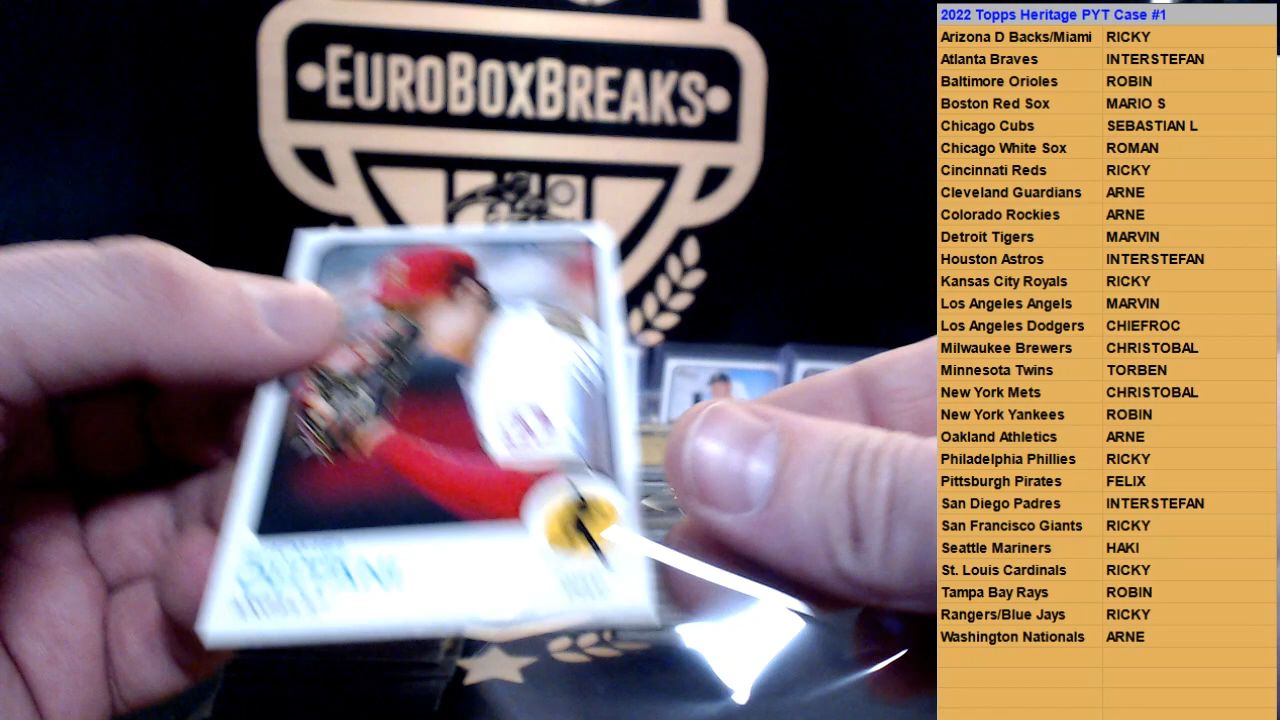 EUROBOXBREAKS
2022 Topps Heritage PYT Case #1
Arizona D Backs/Miami RICKY
Atlanta Braves INTERSTEFAN
Baltimore Orioles ROBIN
Boston Red Sox MARIO S
Chicago Cubs SEBASTIAN L
Chicago White Sox ROMAN
Cincinnati Reds RICKY
Cleveland Guardians ARNE
Colorado Rockies ARNE
Detroit Tigers MARVIN
Houston Astros INTERSTEFAN
Kansas City Royals RICKY
Los Angeles Angels MARVIN
Los Angeles Dodgers CHIEFROC
Milwaukee Brewers CHRISTOBAL
Minnesota Twins TORBEN
New York Mets CHRISTOBAL
New York Yankees ROBIN
Oakland Athletics ARNE
Philadelphia Phillies RICKY
Pittsburgh Pirates FELIX
San Diego Padres INTERSTEFAN
San Francisco Giants RICKY
Seattle Mariners HAKI
St. Louis Cardinals RICKY
Tampa Bay Rays ROBIN
Rangers/Blue Jays RICKY
Washington Nationals ARNE